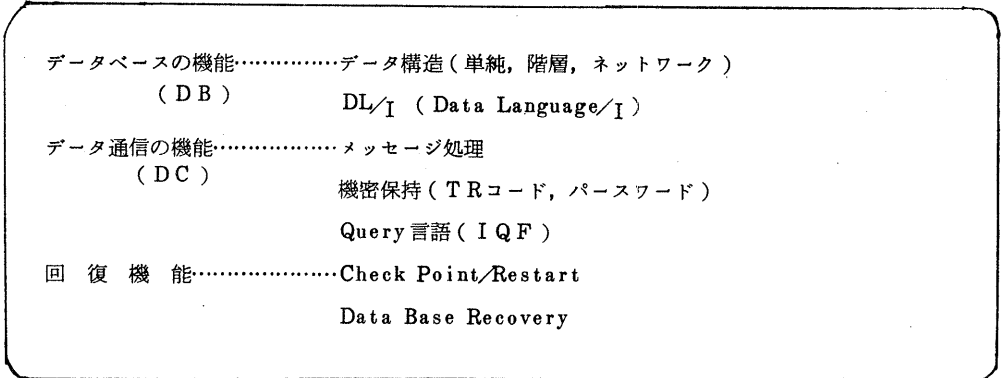 データベースの機能……………データ構造(単純，階層，ネットワーク)
(DB)
DL/I (Data Language/I)
データ通信の機能………………メッセージ処理
(DC)
機密保持(TRコード，パースワード)
Query言語(IQF)
回復機能…………………Check Point/Restart
Data Base Recovery